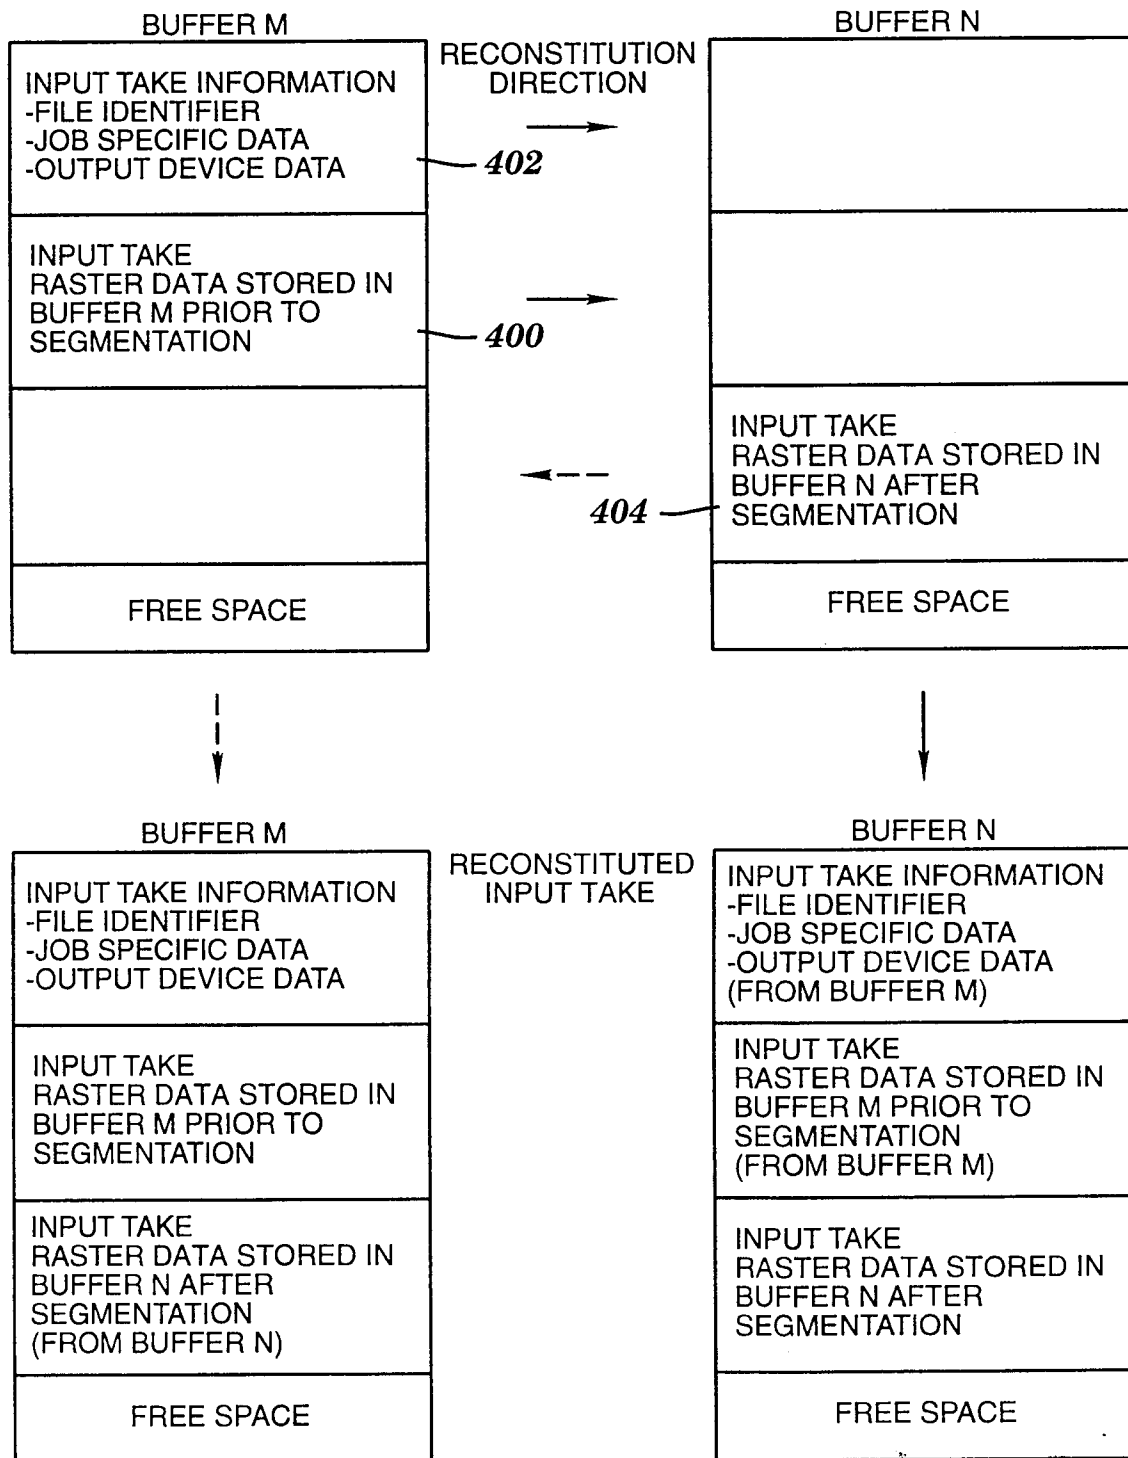 BUFFER M
INPUT TAKE INFORMATION
-FILE IDENTIFIER
-JOB SPECIFIC DATA
-OUTPUT DEVICE DATA
402
INPUT TAKE
RASTER DATA STORED IN
BUFFER M PRIOR TO
SEGMENTATION
400
FREE SPACE
RECONSTITUTION
DIRECTION
BUFFER N
INPUT TAKE
RASTER DATA STORED IN
BUFFER N AFTER
SEGMENTATION
404
FREE SPACE
BUFFER M
INPUT TAKE INFORMATION
-FILE IDENTIFIER
-JOB SPECIFIC DATA
-OUTPUT DEVICE DATA
INPUT TAKE
RASTER DATA STORED IN
BUFFER M PRIOR TO
SEGMENTATION
INPUT TAKE
RASTER DATA STORED IN
BUFFER N AFTER
SEGMENTATION
(FROM BUFFER N)
FREE SPACE
RECONSTITUTED
INPUT TAKE
BUFFER N
INPUT TAKE INFORMATION
-FILE IDENTIFIER
-JOB SPECIFIC DATA
-OUTPUT DEVICE DATA
(FROM BUFFER M)
INPUT TAKE
RASTER DATA STORED IN
BUFFER M PRIOR TO
SEGMENTATION
(FROM BUFFER M)
INPUT TAKE
RASTER DATA STORED IN
BUFFER N AFTER
SEGMENTATION
FREE SPACE